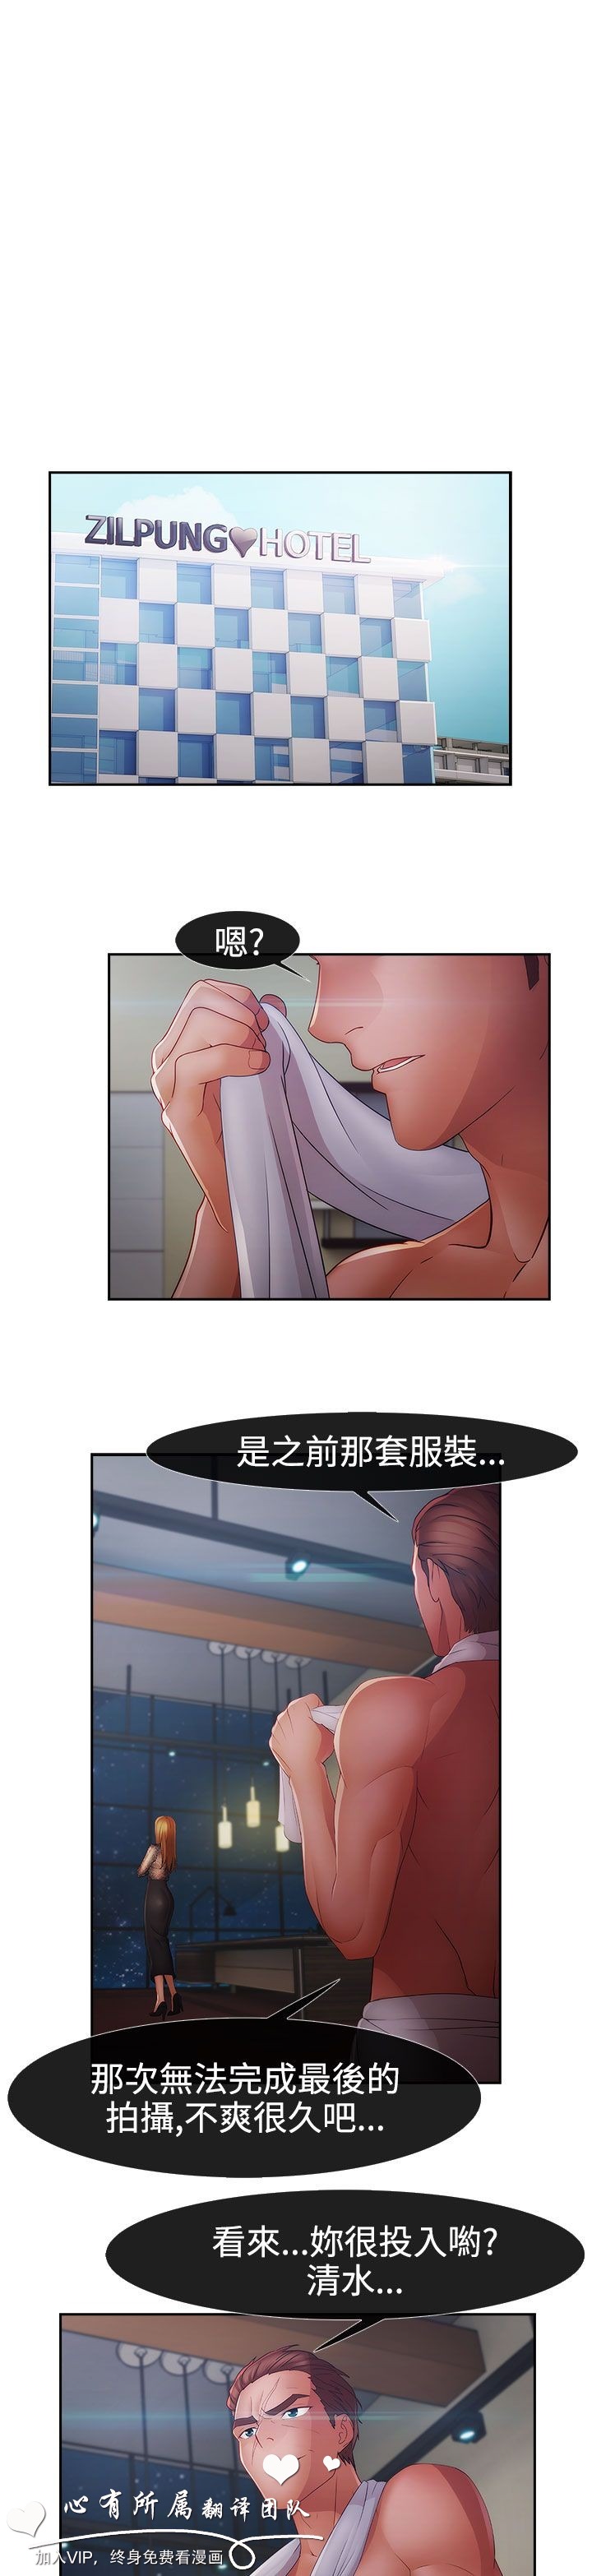 ZILPUNG♥HOTEL
嗯?
是之前那套服裝...
那次無法完成最後的
拍攝,不爽很久吧...
看來...妳很投入喲?
清水...
心有所属翻译团队
加入VIP，终身免费看漫画